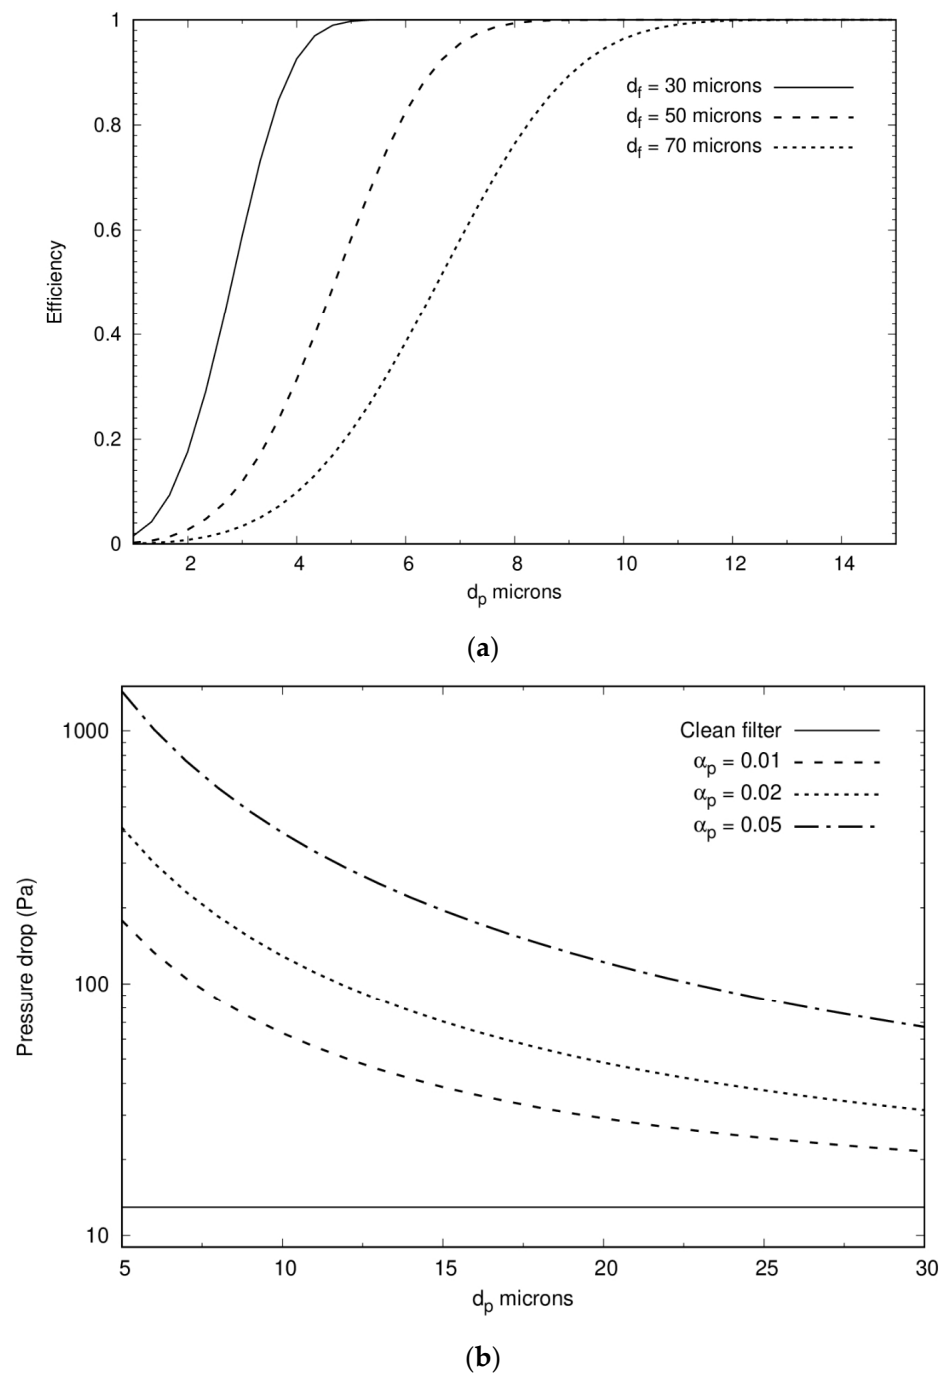 1
0.8
0.6
0.4
0.2
0
Efficiency
d_f = 30 microns
d_f = 50 microns
d_f = 70 microns
2 4 6 8 10 12 14
d_p microns
(a)
1000
100
10
Pressure drop (Pa)
Clean filter
α_p = 0.01
α_p = 0.02
α_p = 0.05
5 10 15 20 25 30
d_p microns
(b)